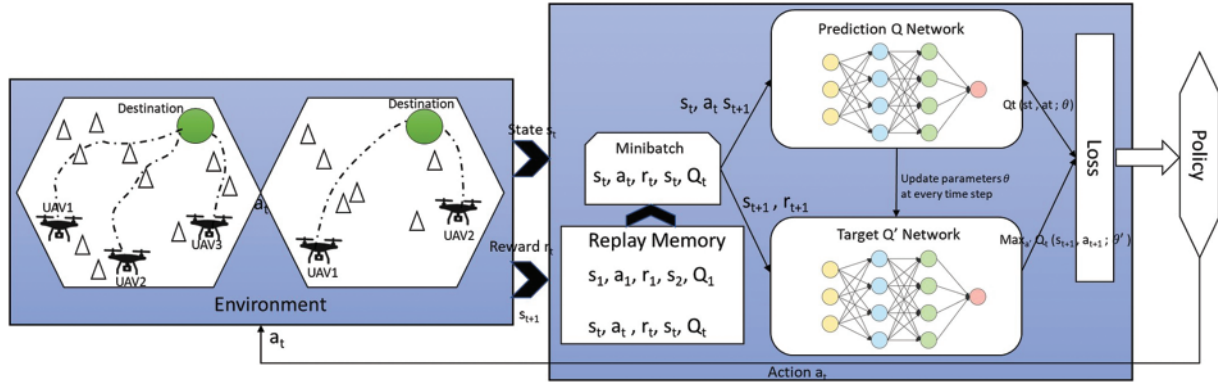 Destination
UAV1
UAV2
UAV3
a_t
Destination
UAV1
UAV2
Environment
State s_t
Reward r_t
s_{t+1}
a_t
Minibatch
s_t, a_t, r_t, s_t, Q_t
Replay Memory
s_1, a_1, r_1, s_2, Q_1
s_t, a_t , r_t, s_t, Q_t
s_t, a_t s_{t+1}
s_{t+1} , r_{t+1}
Prediction Q Network
Update parameters θ
at every time step
Target Q′ Network
Qt (st , at ; θ)
Max_{a′} Q_t (s_{t+1}, a_{t+1} ; θ′ )
Loss
Policy
Action a_t